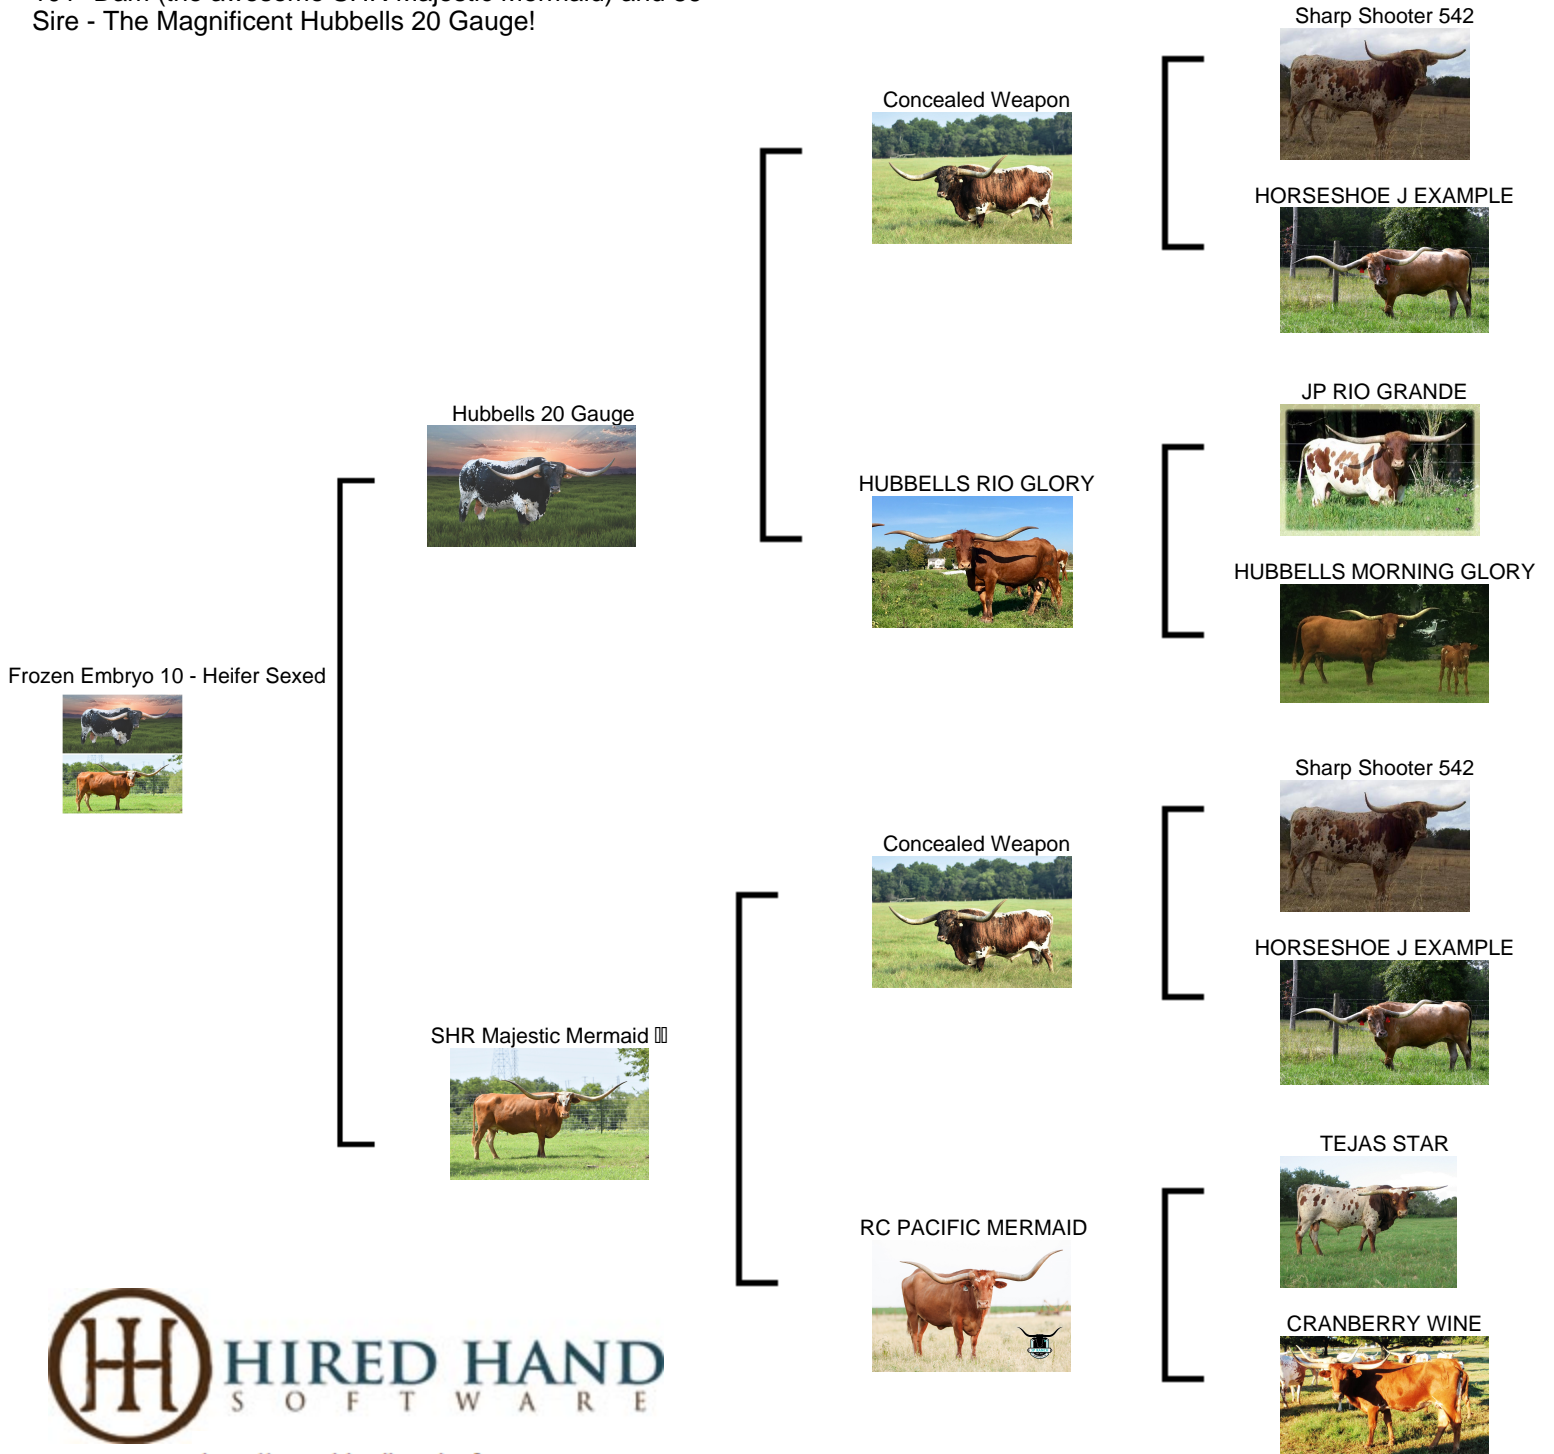 Sire - The Magnificent Hubbells 20 Gauge!
Sharp Shooter 542
Concealed Weapon
HORSESHOE J EXAMPLE
JP RIO GRANDE
Hubbells 20 Gauge
HUBBELLS RIO GLORY
HUBBELLS MORNING GLORY
Frozen Embryo 10 - Heifer Sexed
Sharp Shooter 542
Concealed Weapon
HORSESHOE J EXAMPLE
SHR Majestic Mermaid
TEJAS STAR
RC PACIFIC MERMAID
CRANBERRY WINE
HIRED HAND
SOFTWARE